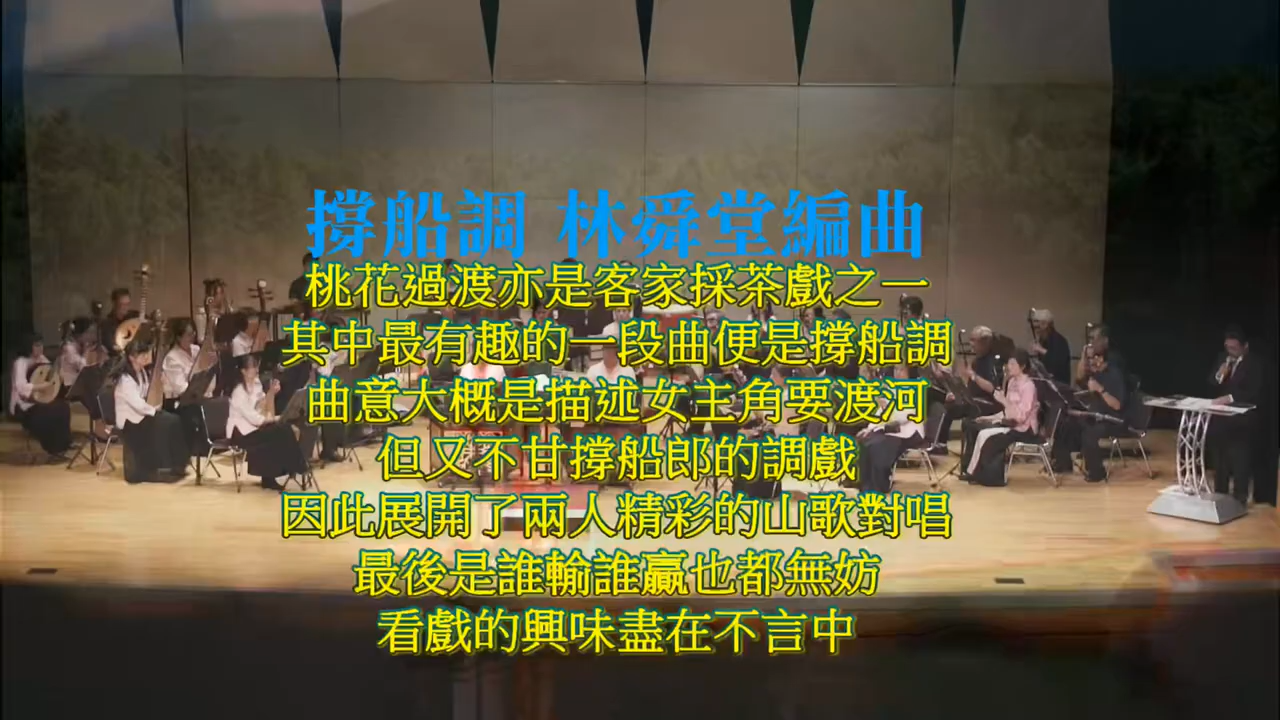 撐船調 林舜堂編曲
桃花過渡亦是客家採茶戲之一
其中最有趣的一段曲便是撐船調
曲意大概是描述女主角要渡河
但又不甘撐船郎的調戲
因此展開了兩人精彩的山歌對唱
最後是誰輸誰贏也都無妨
看戲的興味盡在不言中